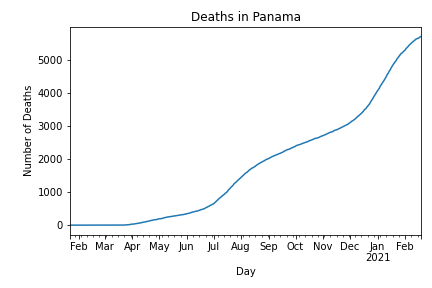 Deaths in Panama
Number of Deaths
5000
4000
3000
2000
1000
0
Feb Mar Apr May Jun Jul Aug Sep Oct Nov Dec Jan Feb
2021
Day